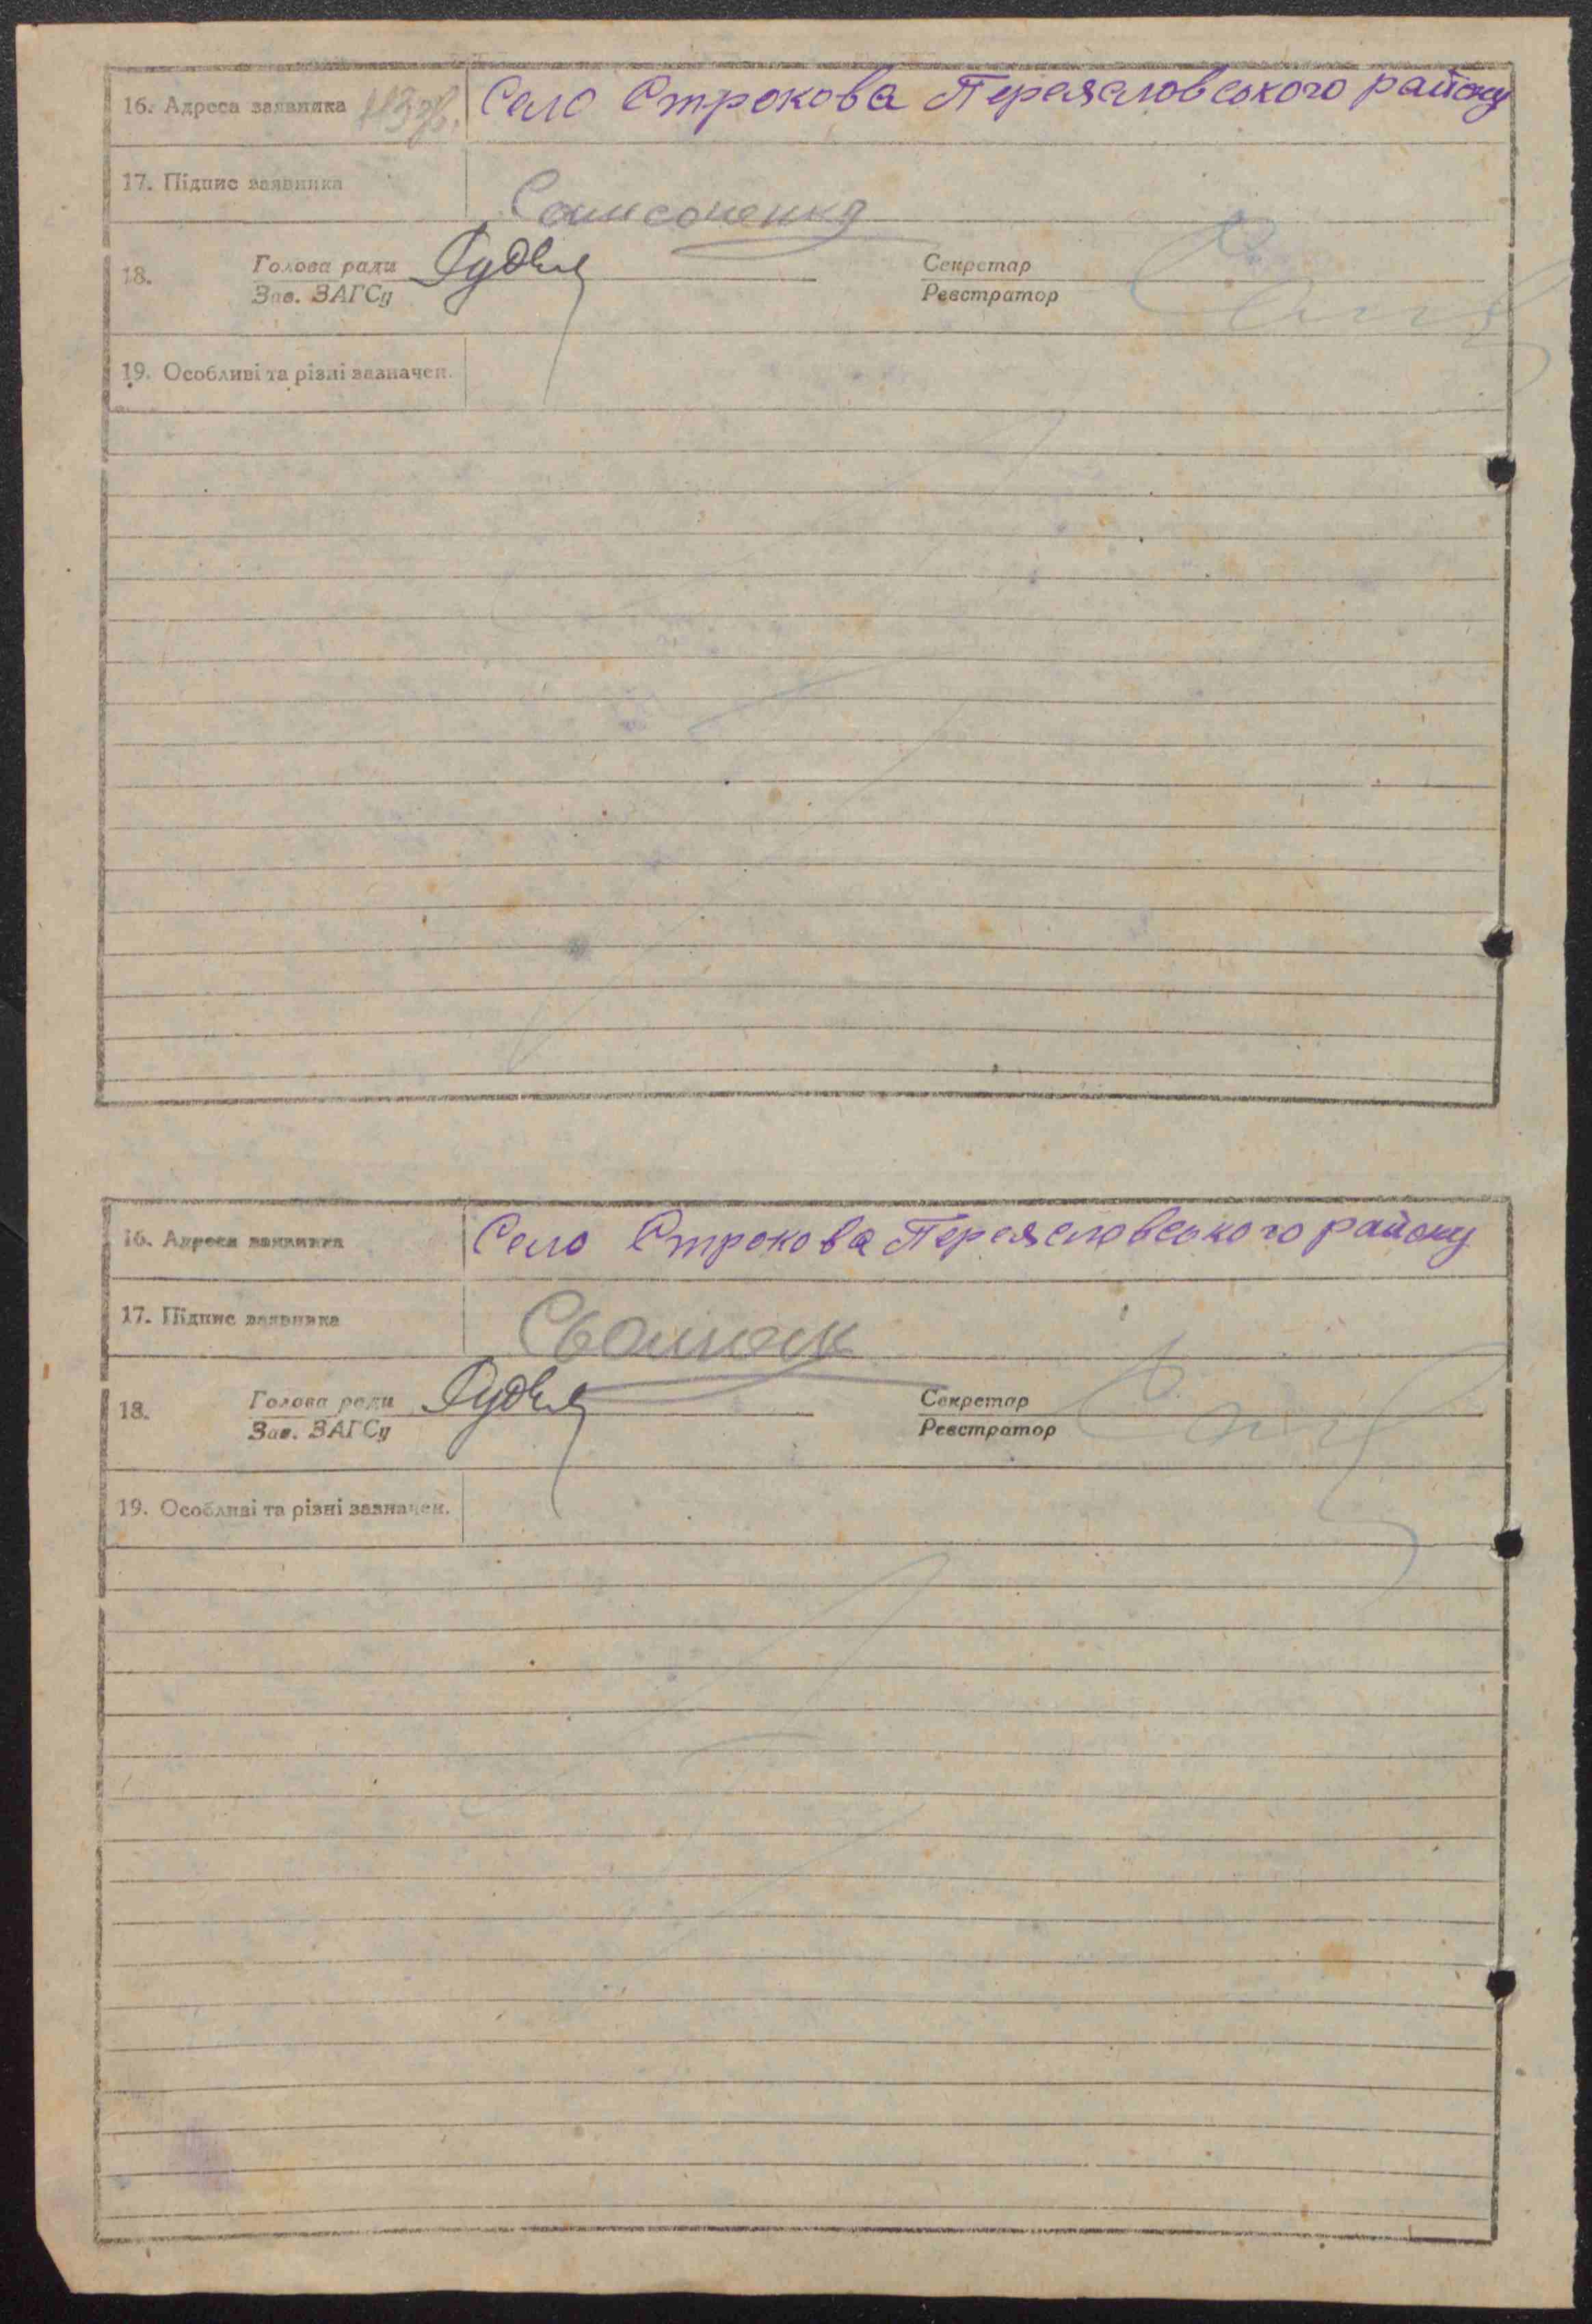 16. Адреса заявника Село Строкова Переяславського району
17. Підпис заявника Самсоненко
18. Голова ради Секретар
Зав. ЗАГСу Реєстратор
19. Особливі та різні зазначен.
16. Адреса заявника Село Строкова Переяславського району
17. Підпис заявника
18. Голова ради Секретар
Зав. ЗАГСу Реєстратор
19. Особливі та різні зазначен.